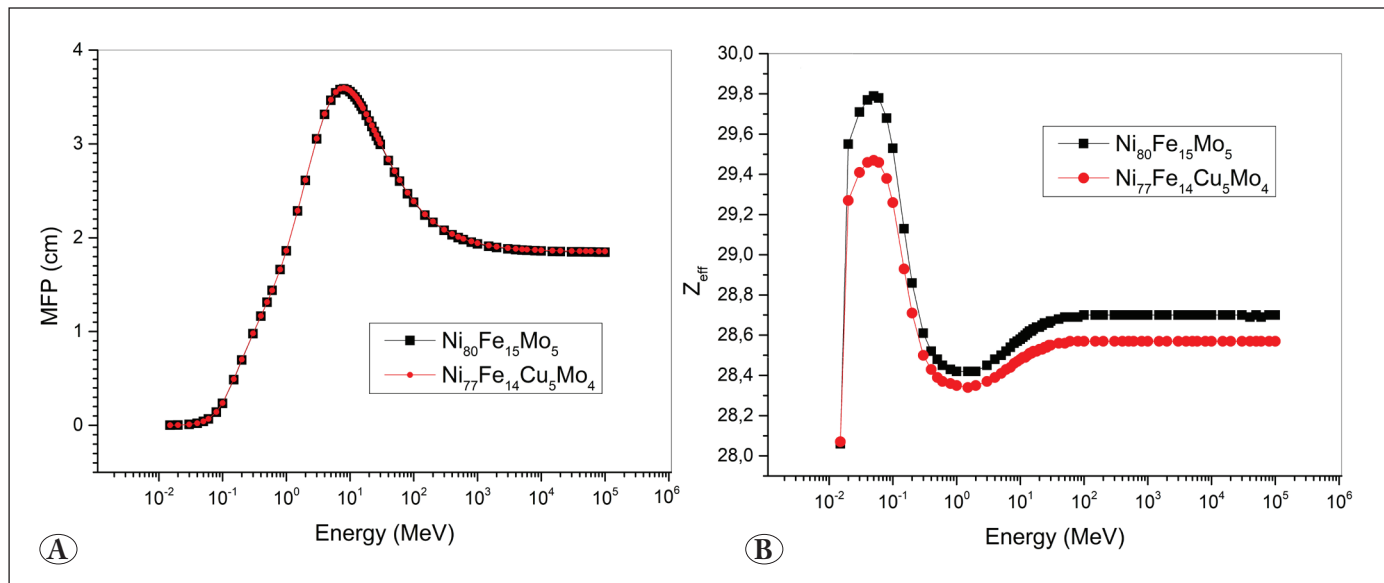 4
3
2
1
0
MFP (cm)
Ni₈₀Fe₁₅Mo₅
Ni₇₇Fe₁₄Cu₅Mo₄
10⁻² 10⁻¹ 10⁰ 10¹ 10² 10³ 10⁴ 10⁵ 10⁶
Energy (MeV)
A
30,0
29,8
29,6
29,4
29,2
29,0
28,8
28,6
28,4
28,2
28,0
Z_eff
Ni₈₀Fe₁₅Mo₅
Ni₇₇Fe₁₄Cu₅Mo₄
10⁻² 10⁻¹ 10⁰ 10¹ 10² 10³ 10⁴ 10⁵ 10⁶
Energy (MeV)
B